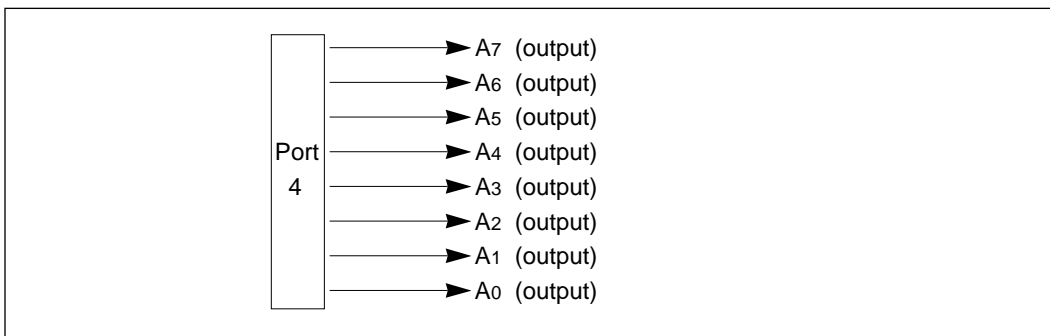 A7 (output)
A6 (output)
A5 (output)
Port
A4 (output)
4
A3 (output)
A2 (output)
A1 (output)
A0 (output)